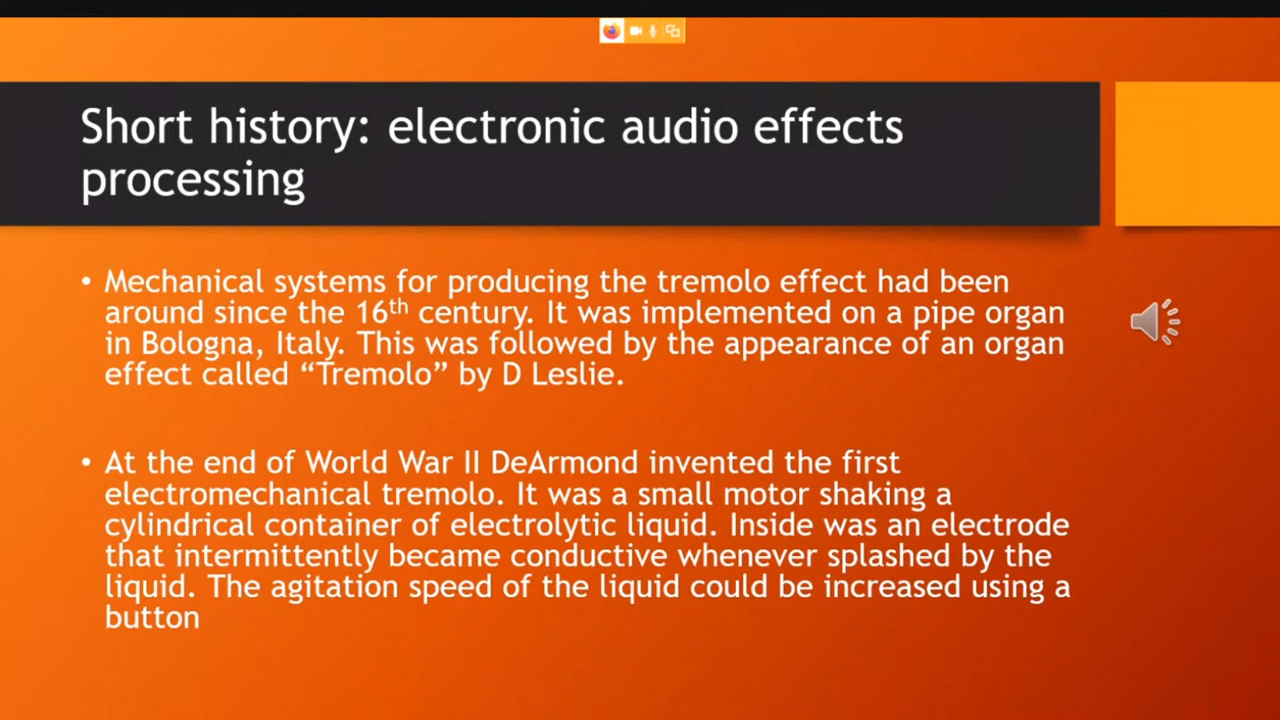 Short history: electronic audio effects
processing
• Mechanical systems for producing the tremolo effect had been
around since the 16th century. It was implemented on a pipe organ
in Bologna, Italy. This was followed by the appearance of an organ
effect called “Tremolo” by D Leslie.
• At the end of World War II DeArmond invented the first
electromechanical tremolo. It was a small motor shaking a
cylindrical container of electrolytic liquid. Inside was an electrode
that intermittently became conductive whenever splashed by the
liquid. The agitation speed of the liquid could be increased using a
button